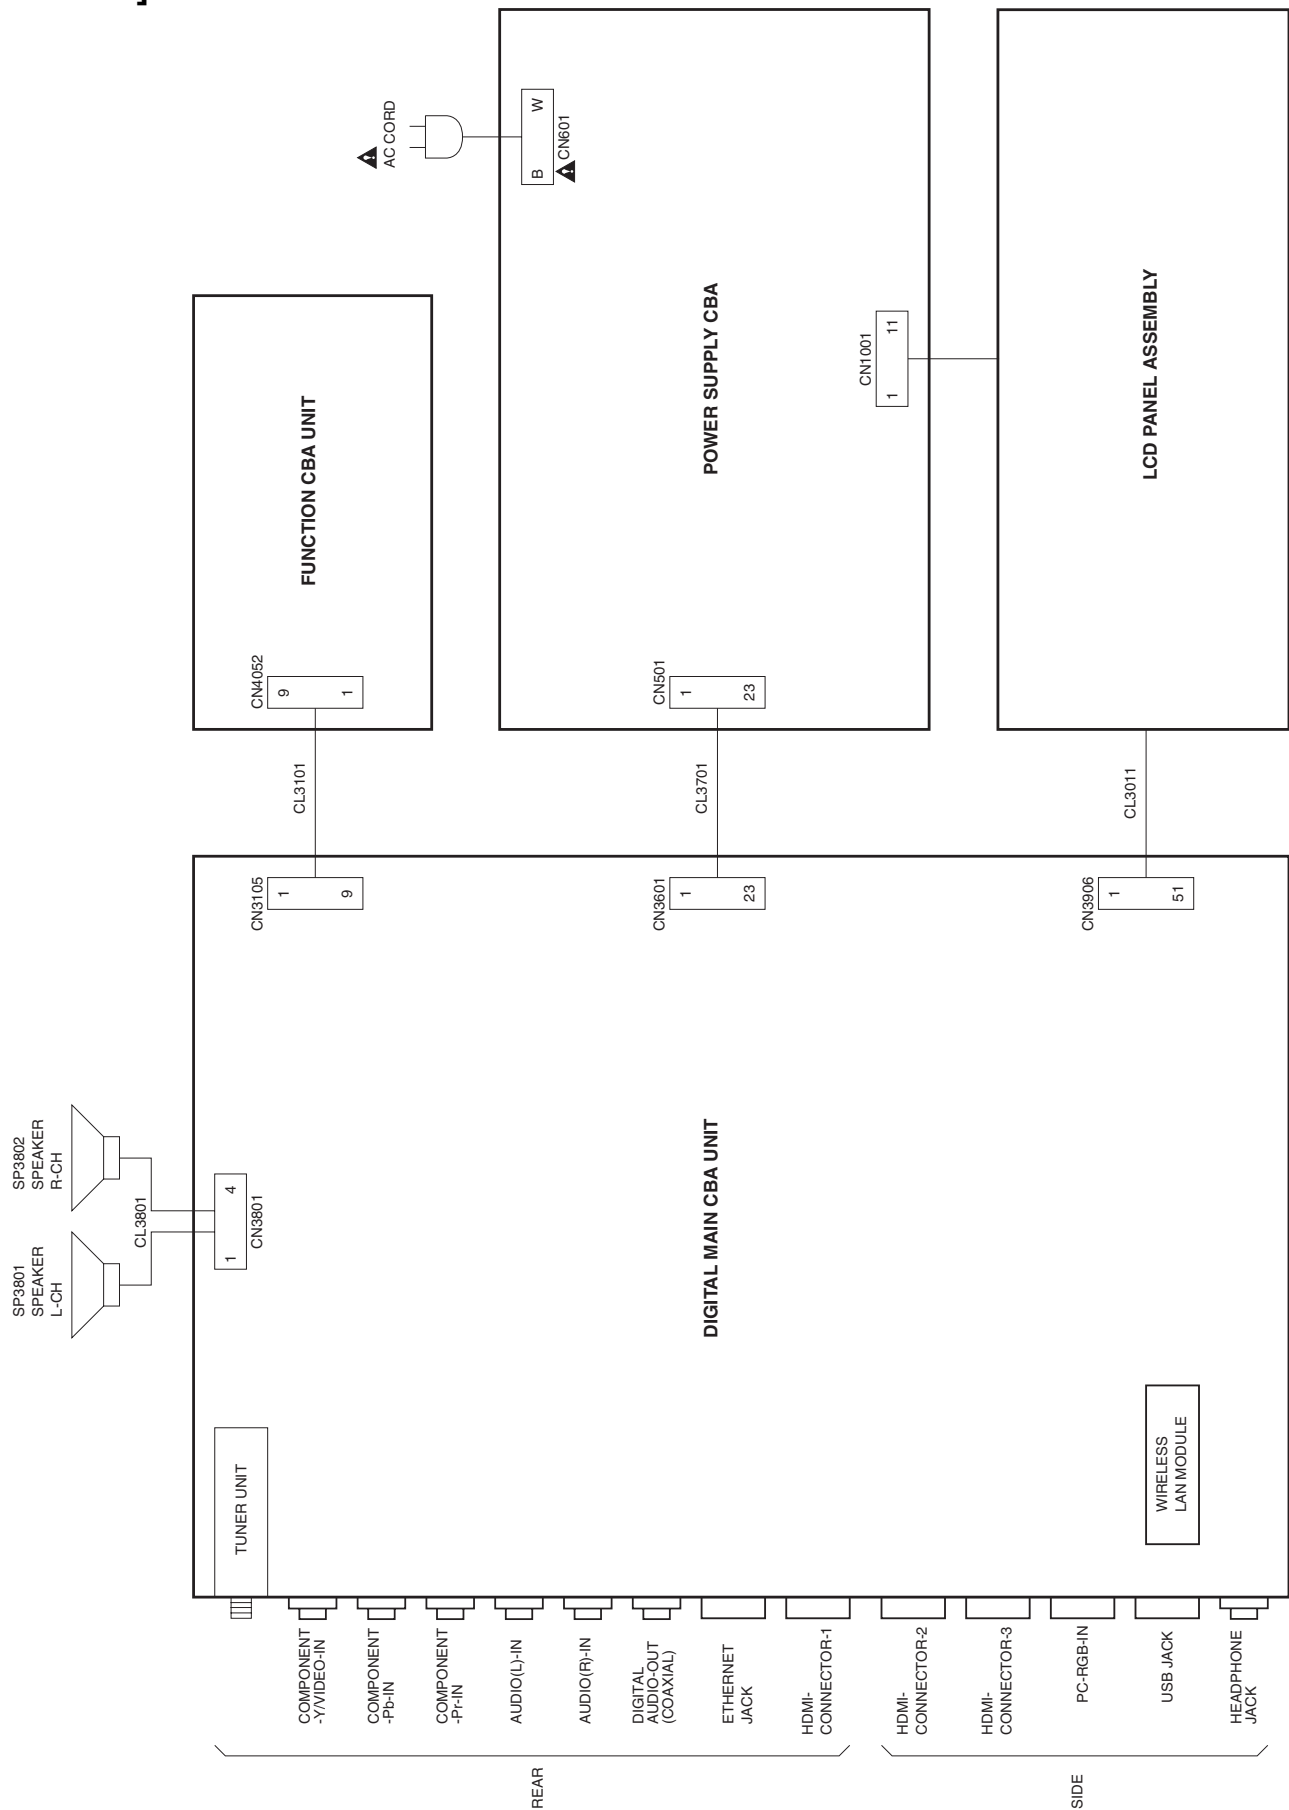 ]
SP3801
SPEAKER
L-CH
SP3802
SPEAKER
R-CH
CL3801
1 4
CN3801
TUNER UNIT
AC CORD
B W
CN601
FUNCTION CBA UNIT
CN4052
9
1
CL3101
CN3105
1
9
POWER SUPPLY CBA
CN501
1
23
CL3701
CN3601
1
23
CN1001
1 11
LCD PANEL ASSEMBLY
CL3011
CN3906
1
51
DIGITAL MAIN CBA UNIT
WIRELESS
LAN MODULE
COMPONENT
-Y/VIDEO-IN
COMPONENT
-Pb-IN
COMPONENT
-Pr-IN
AUDIO(L)-IN
AUDIO(R)-IN
DIGITAL
AUDIO-OUT
(COAXIAL)
ETHERNET
JACK
HDMI-
CONNECTOR-1
HDMI-
CONNECTOR-2
HDMI-
CONNECTOR-3
PC-RGB-IN
USB JACK
HEADPHONE
JACK
REAR
SIDE